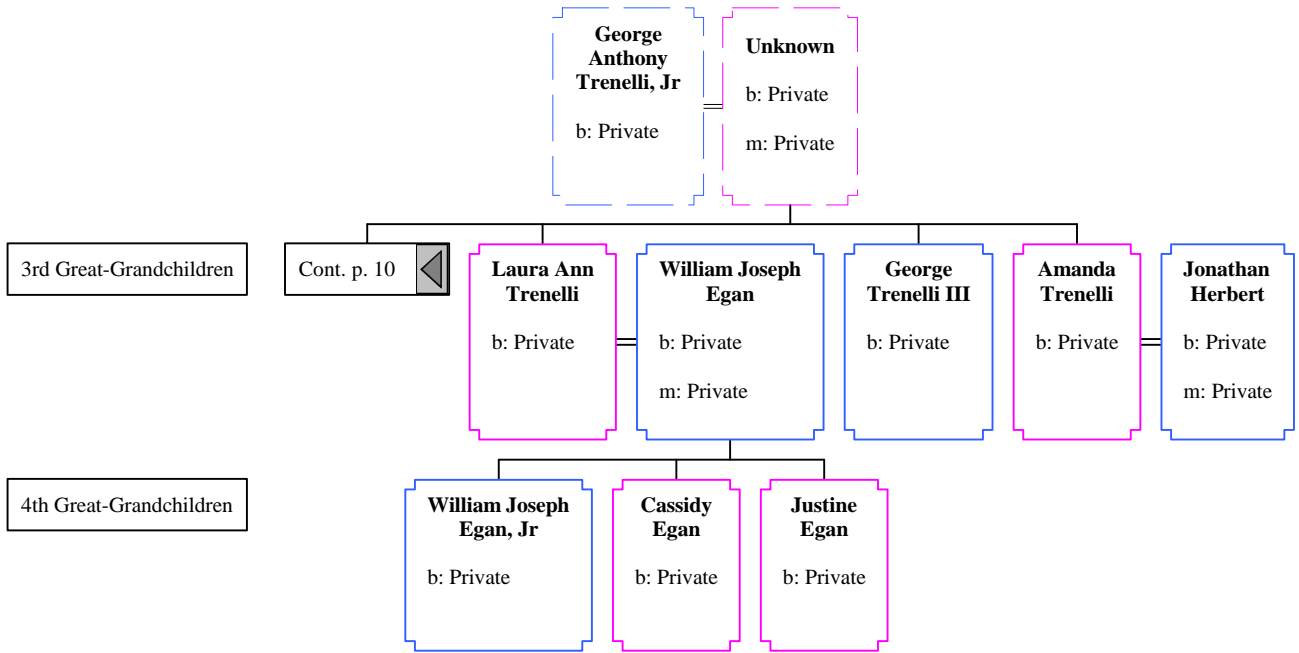 George
Anthony
Trenelli, Jr
b: Private
Unknown
b: Private
m: Private
3rd Great-Grandchildren
Cont. p. 10
Laura Ann
Trenelli
b: Private
William Joseph
Egan
b: Private
m: Private
George
Trenelli III
b: Private
Amanda
Trenelli
b: Private
Jonathan
Herbert
b: Private
m: Private
4th Great-Grandchildren
William Joseph
Egan, Jr
b: Private
Cassidy
Egan
b: Private
Justine
Egan
b: Private